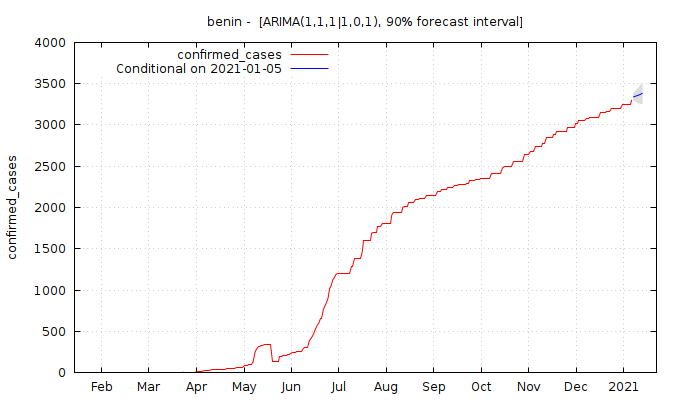 benin -  [ARIMA(1,1,1|1,0,1), 90% forecast interval]
confirmed_cases
Conditional on 2021-01-05
4000
3500
3000
2500
2000
1500
1000
500
0
confirmed_cases
Feb Mar Apr May Jun Jul Aug Sep Oct Nov Dec 2021